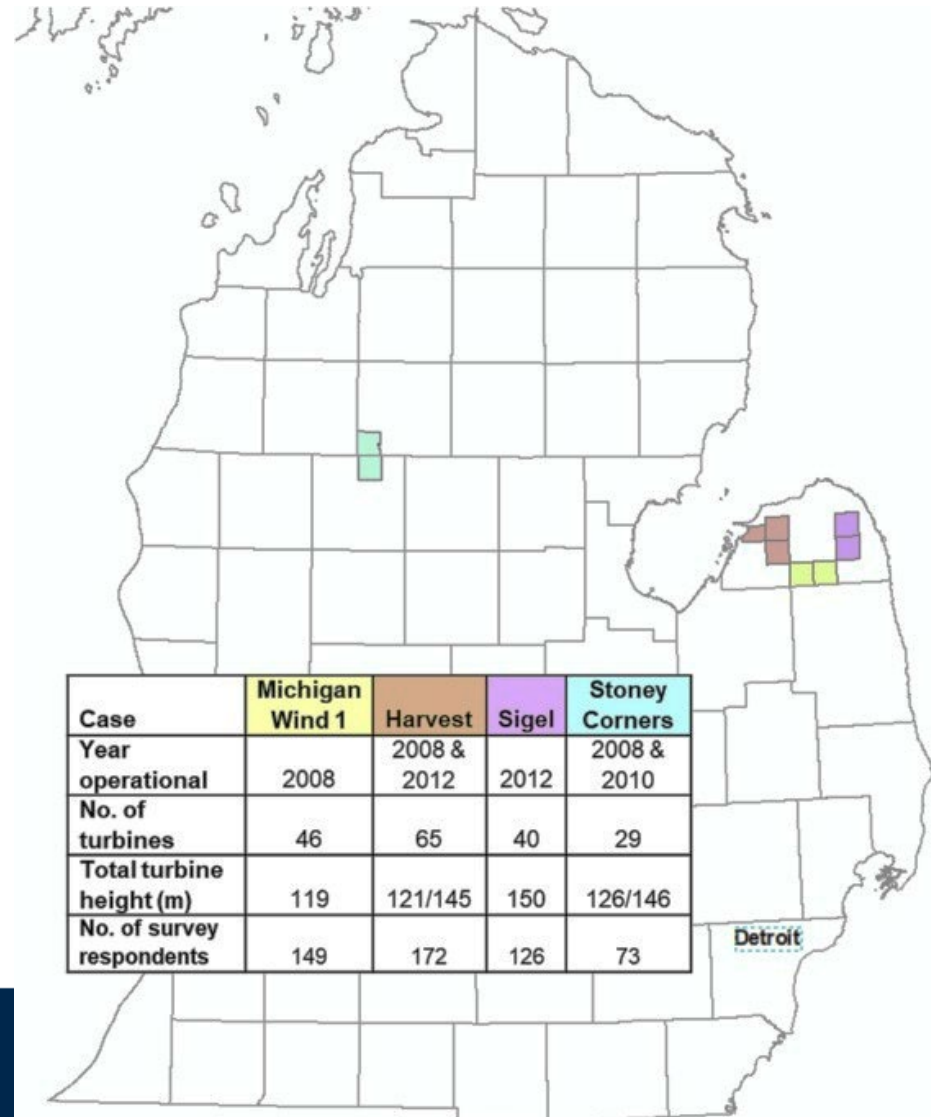 Case Michigan Wind 1 Harvest Sigel Stoney Corners
Year operational 2008 2008 & 2012 2012 2008 & 2010
No. of turbines 46 65 40 29
Total turbine height (m) 119 121/145 150 126/146
No. of survey respondents 149 172 126 73
Detroit